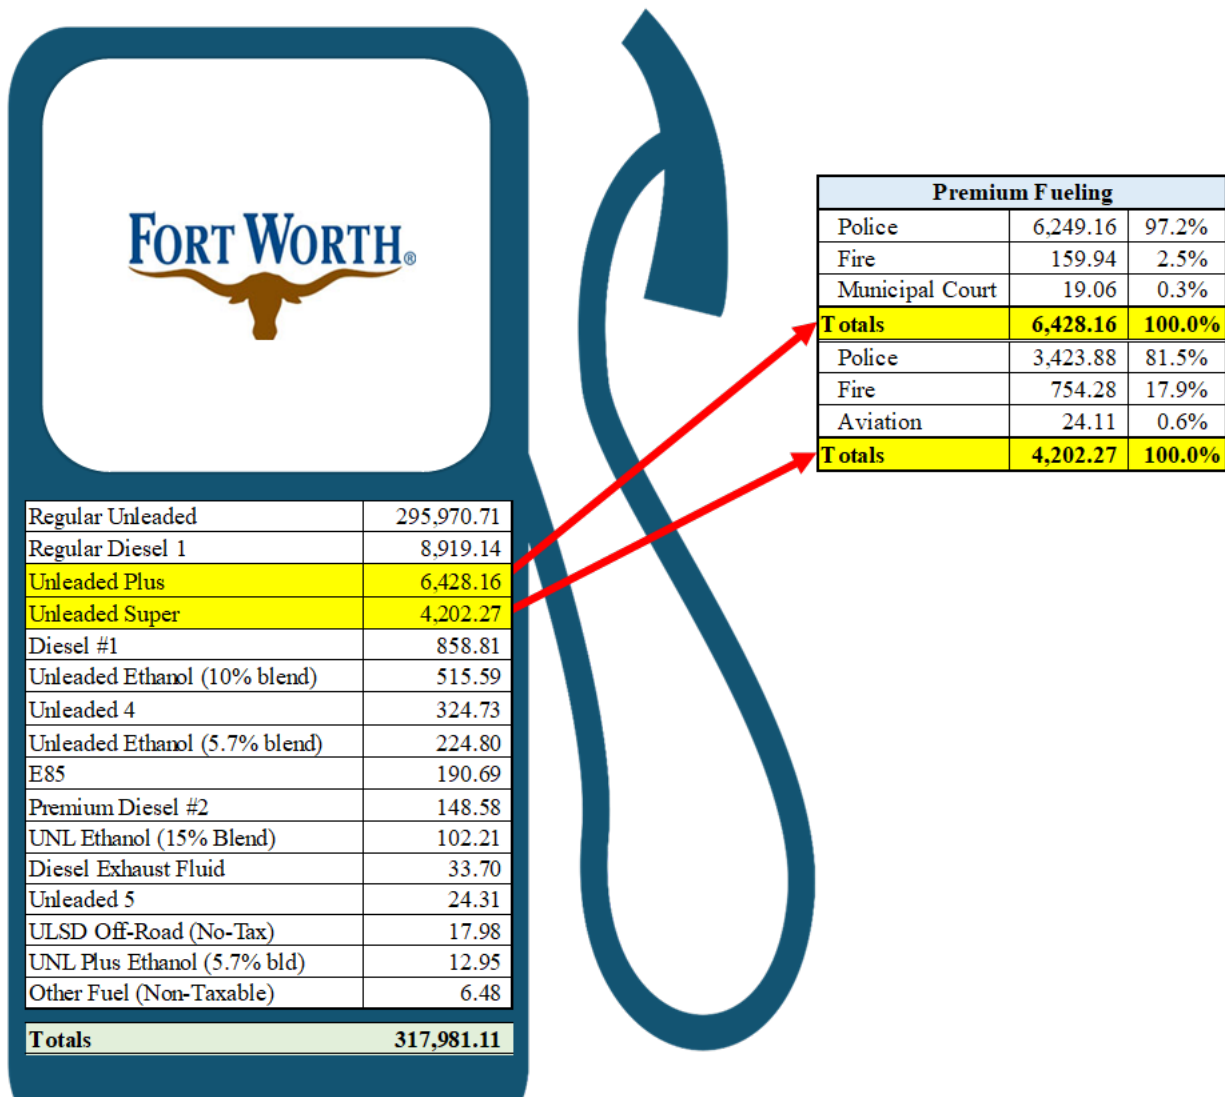 FORT WORTH®
Regular Unleaded 295,970.71
Regular Diesel 1 8,919.14
Unleaded Plus 6,428.16
Unleaded Super 4,202.27
Diesel #1 858.81
Unleaded Ethanol (10% blend) 515.59
Unleaded 4 324.73
Unleaded Ethanol (5.7% blend) 224.80
E85 190.69
Premium Diesel #2 148.58
UNL Ethanol (15% Blend) 102.21
Diesel Exhaust Fluid 33.70
Unleaded 5 24.31
ULSD Off-Road (No-Tax) 17.98
UNL Plus Ethanol (5.7% bld) 12.95
Other Fuel (Non-Taxable) 6.48
Totals 317,981.11
Premium Fueling
Police 6,249.16 97.2%
Fire 159.94 2.5%
Municipal Court 19.06 0.3%
Totals 6,428.16 100.0%
Police 3,423.88 81.5%
Fire 754.28 17.9%
Aviation 24.11 0.6%
Totals 4,202.27 100.0%